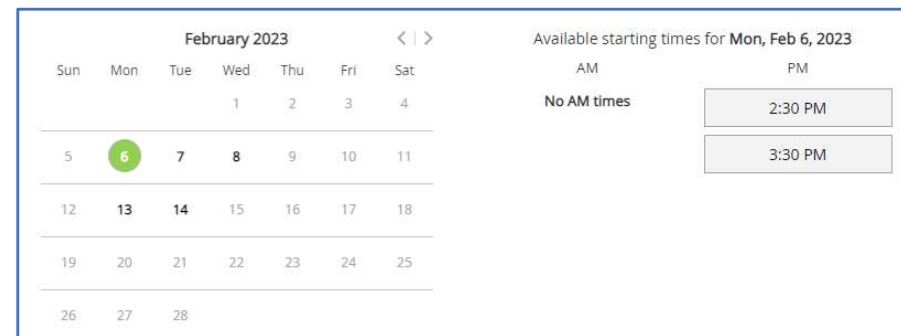 February 2023 < | >
Sun Mon Tue Wed Thu Fri Sat
1 2 3 4
5 6 7 8 9 10 11
12 13 14 15 16 17 18
19 20 21 22 23 24 25
26 27 28
Available starting times for Mon, Feb 6, 2023
AM PM
No AM times 2:30 PM
3:30 PM